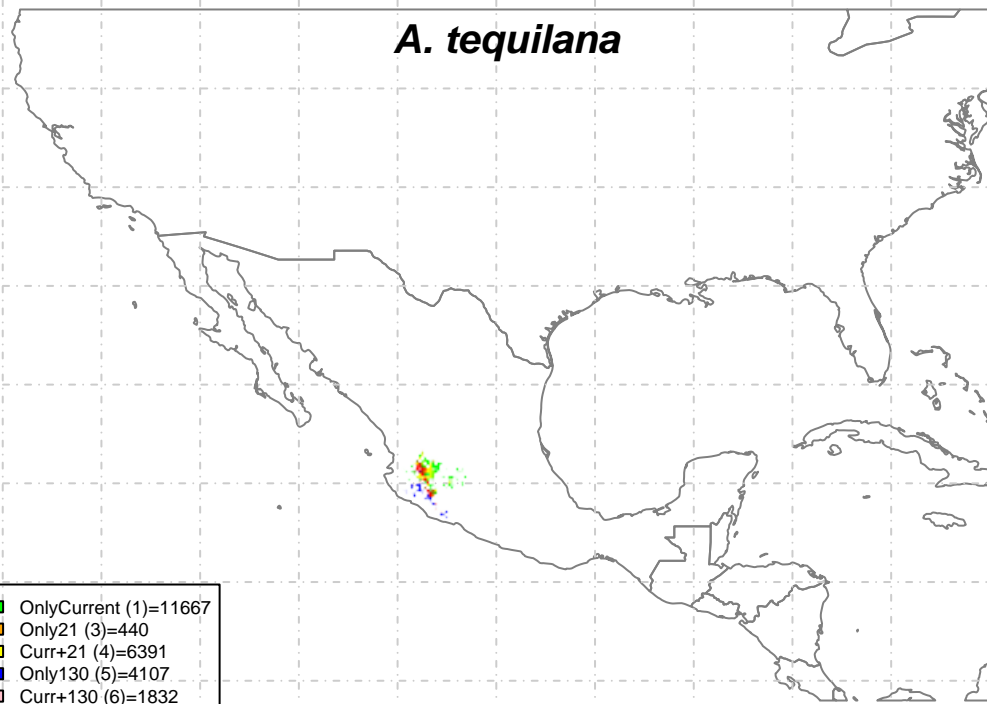 A. tequilana
OnlyCurrent (1)=11667
Only21 (3)=440
Curr+21 (4)=6391
Only130 (5)=4107
Curr+130 (6)=1832